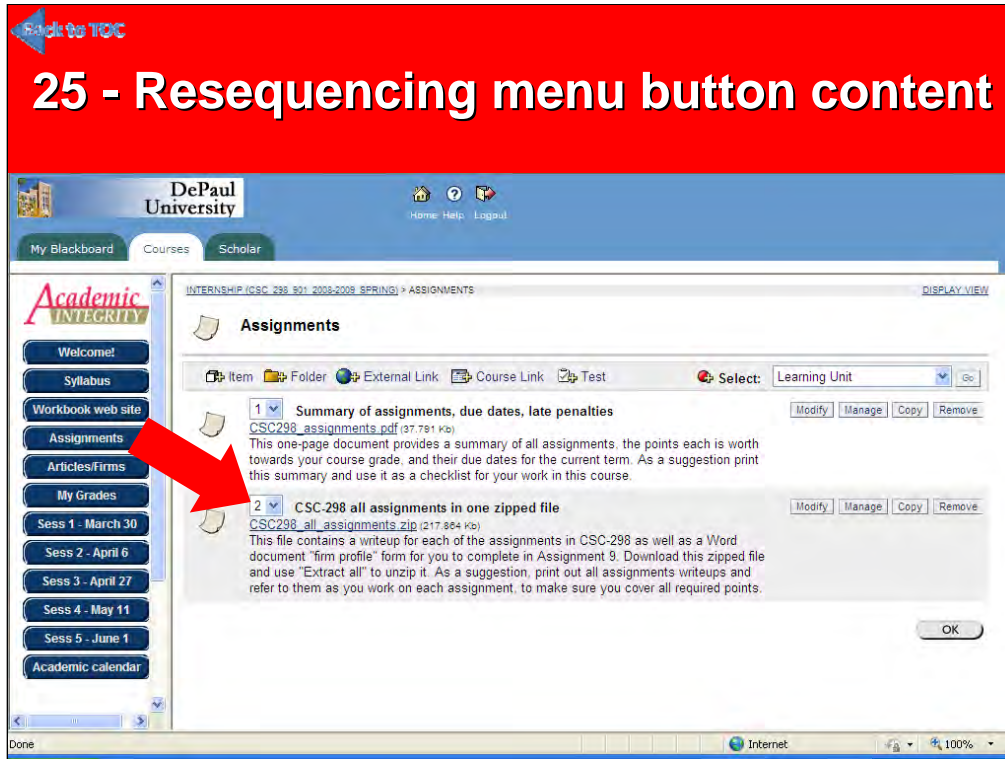 Back to TOC
25 - Resequencing menu button content
DePaul
University
Home Help Logout
My Blackboard Courses Scholar
Academic
INTEGRITY
Welcome!
Syllabus
Workbook web site
Assignments
Articles/Firms
My Grades
Sess 1 - March 30
Sess 2 - April 6
Sess 3 - April 27
Sess 4 - May 11
Sess 5 - June 1
Academic calendar
INTERNSHIP (CSC 298 901 2008-2009 SPRING) > ASSIGNMENTS
DISPLAY VIEW
Assignments
Item Folder External Link Course Link Test Select: Learning Unit Go
1 Summary of assignments, due dates, late penalties
Modify Manage Copy Remove
CSC298_assignments.pdf (37.791 Kb)
This one-page document provides a summary of all assignments, the points each is worth
towards your course grade, and their due dates for the current term. As a suggestion print
this summary and use it as a checklist for your work in this course.
2 CSC-298 all assignments in one zipped file
Modify Manage Copy Remove
CSC298_all_assignments.zip (217.864 Kb)
This file contains a writeup for each of the assignments in CSC-298 as well as a Word
document "firm profile" form for you to complete in Assignment 9. Download this zipped file
and use "Extract all" to unzip it. As a suggestion, print out all assignments writeups and
refer to them as you work on each assignment, to make sure you cover all required points.
OK
Done
Internet
100%